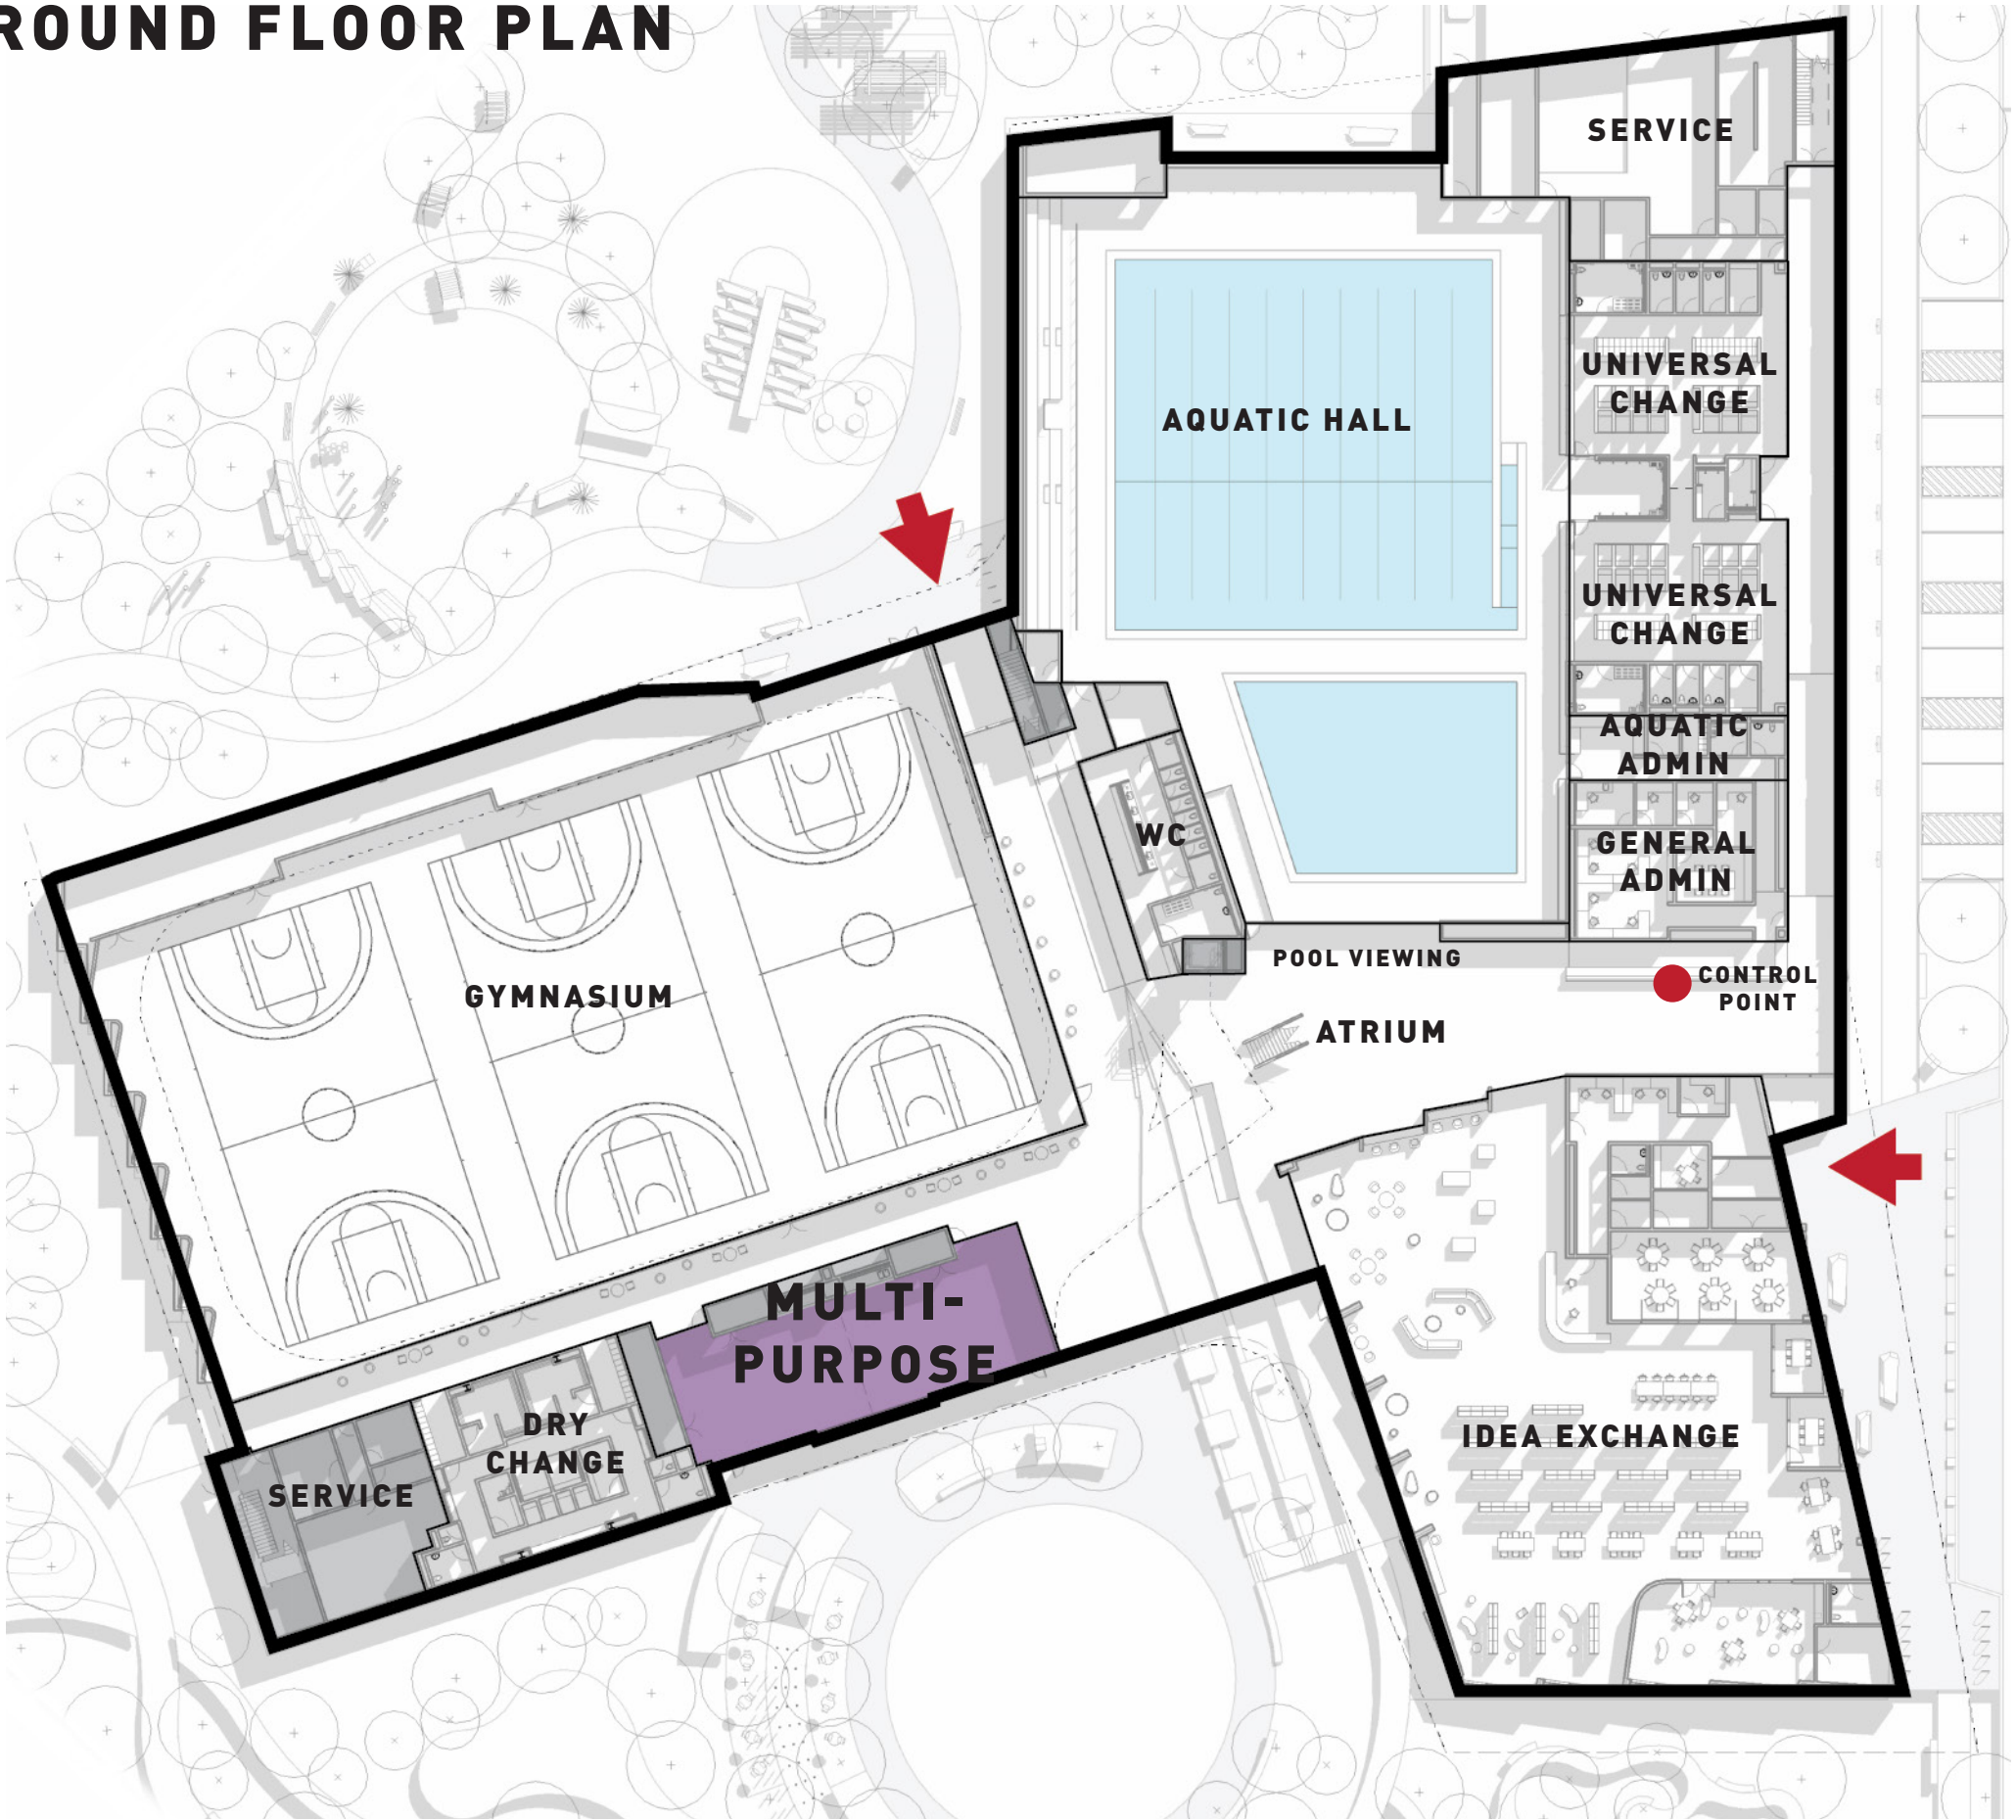 ROUND FLOOR PLAN
SERVICE
UNIVERSAL
CHANGE
AQUATIC HALL
UNIVERSAL
CHANGE
AQUATIC
ADMIN
WC
GENERAL
ADMIN
POOL VIEWING
CONTROL
POINT
GYMNASIUM
ATRIUM
MULTI-
PURPOSE
DRY
CHANGE
IDEA EXCHANGE
SERVICE